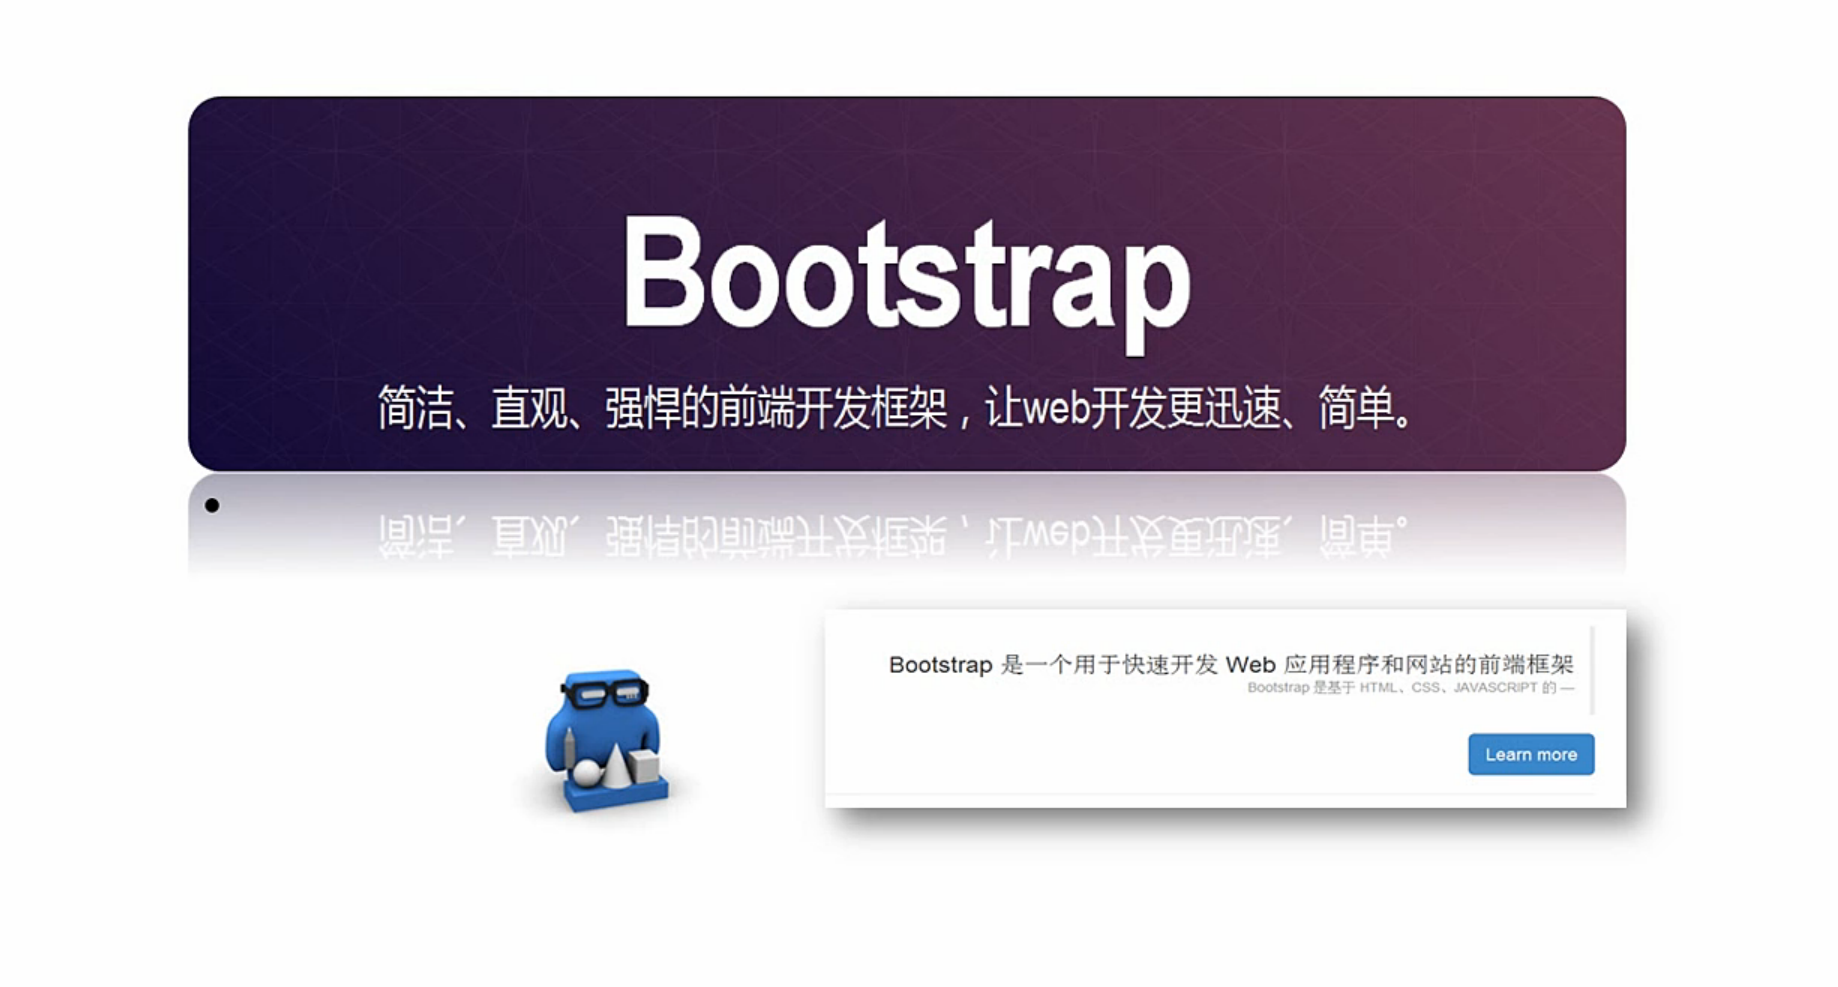 Bootstrap
简洁、直观、强悍的前端开发框架，让web开发更迅速、简单。
Bootstrap 是一个用于快速开发 Web 应用程序和网站的前端框架
Bootstrap 是基于 HTML、CSS、JAVASCRIPT 的 —
Learn more